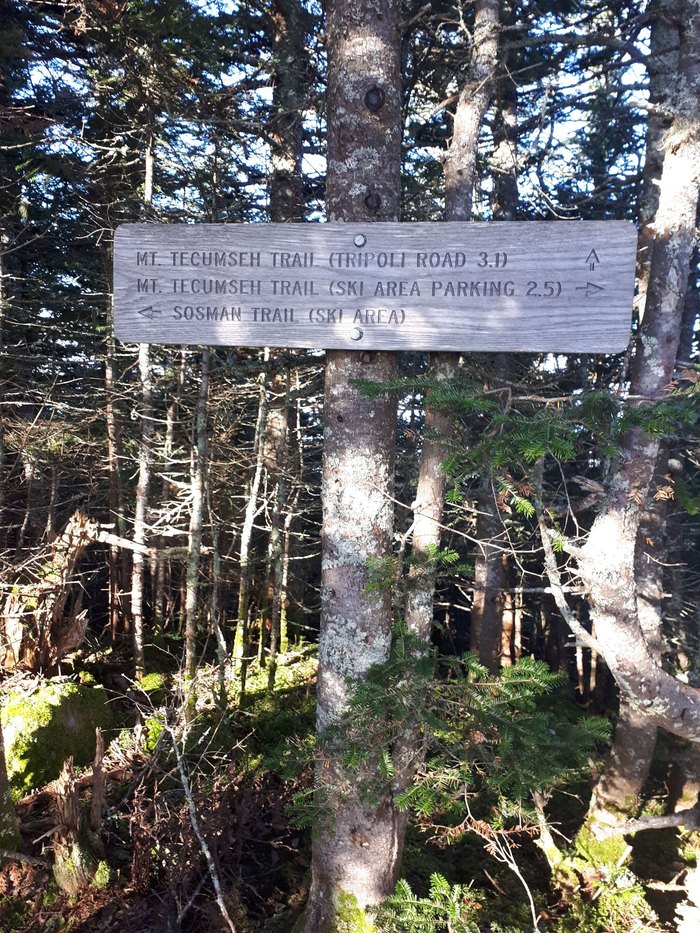 MT. TECUMSEH TRAIL (TRIPOLI ROAD 3.1) ↑
MT. TECUMSEH TRAIL (SKI AREA PARKING 2.5) →
← SOSMAN TRAIL (SKI AREA)